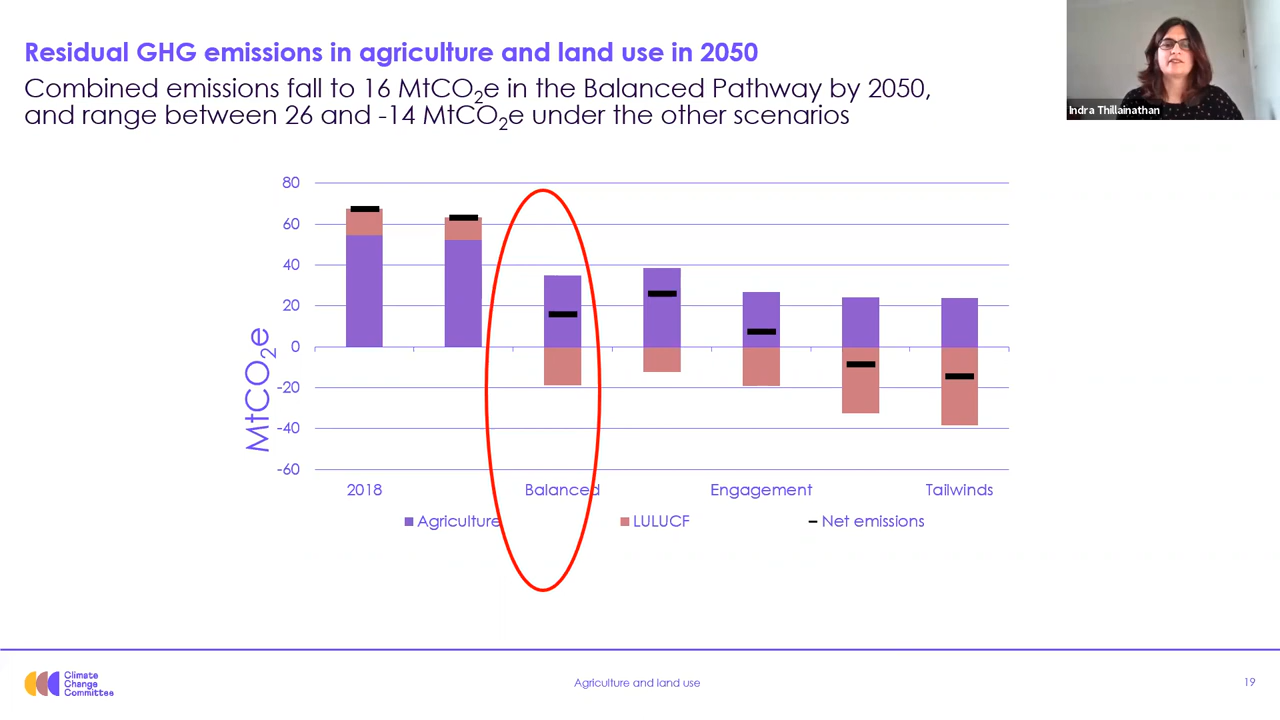 Residual GHG emissions in agriculture and land use in 2050
Combined emissions fall to 16 MtCO₂e in the Balanced Pathway by 2050,
and range between 26 and -14 MtCO₂e under the other scenarios
Indra Thillainathan
80
60
40
20
0
-20
-40
-60
MtCO₂e
2018 Balanced Engagement Tailwinds
Agriculture LULUCF Net emissions
Climate
Change
Committee
Agriculture and land use
19